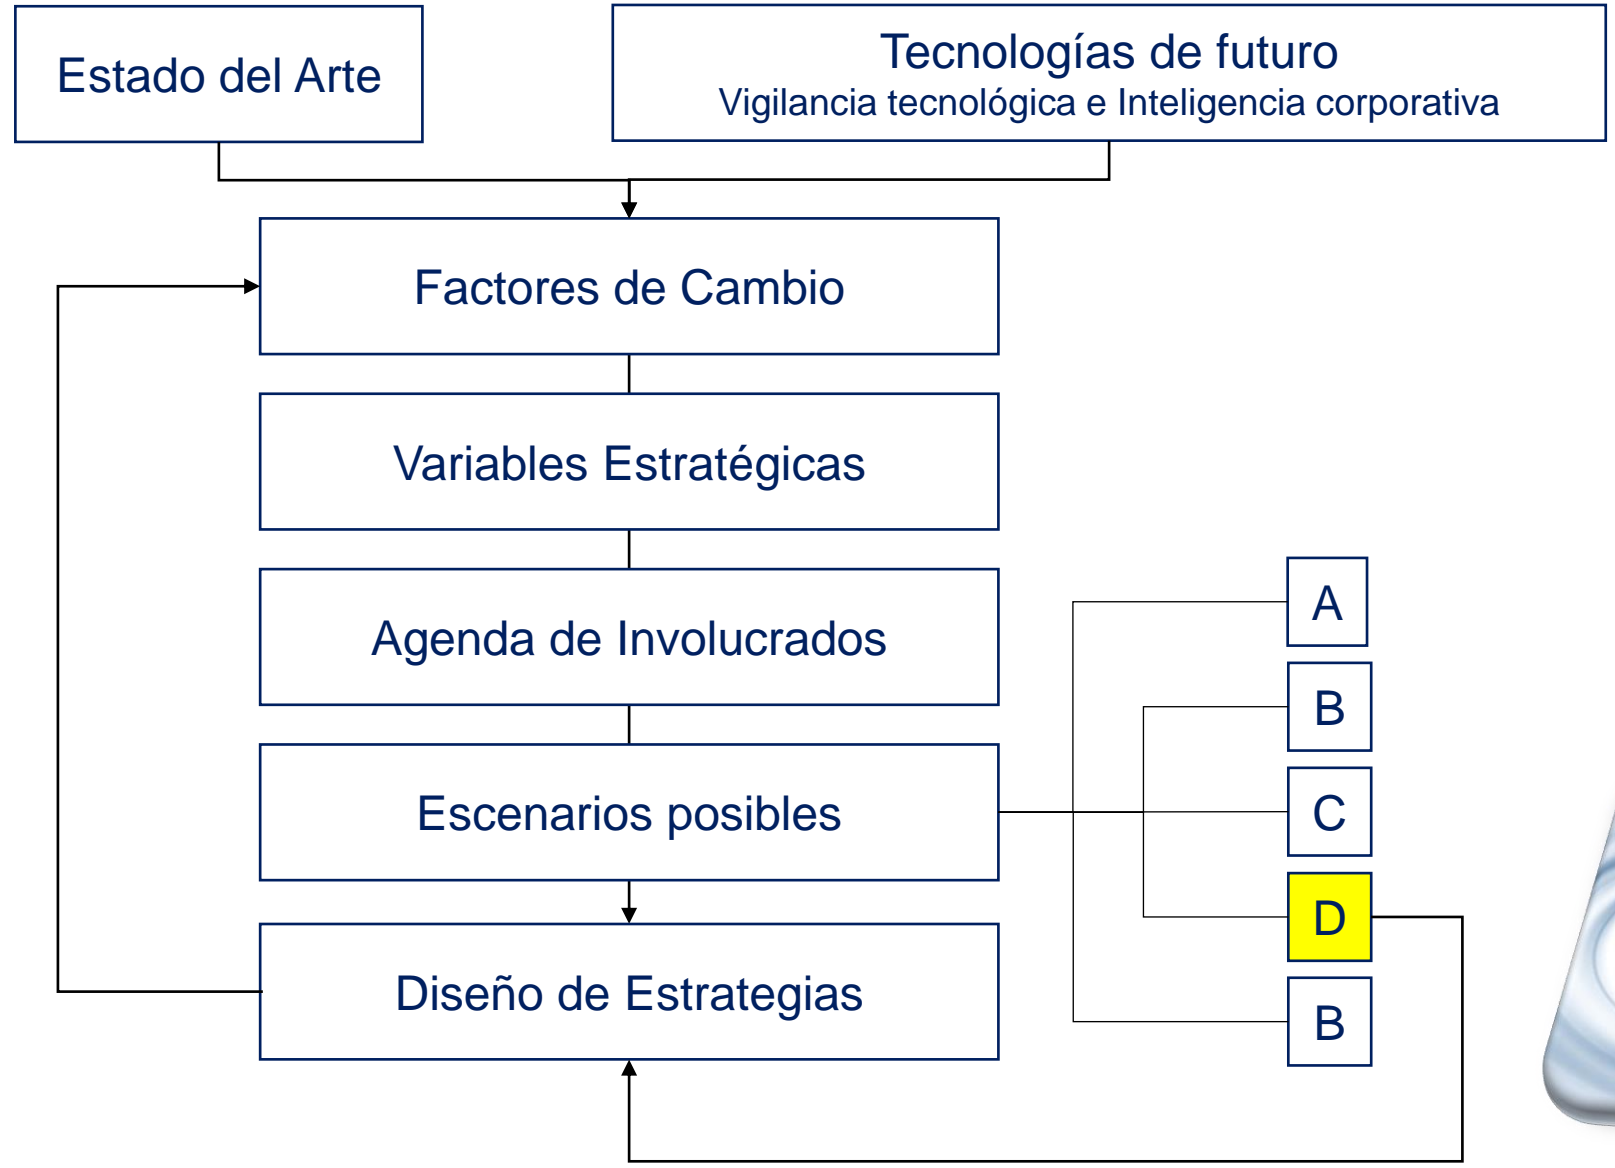 Estado del Arte
Tecnologías de futuro
Vigilancia tecnológica e Inteligencia corporativa
Factores de Cambio
Variables Estratégicas
Agenda de Involucrados
Escenarios posibles
Diseño de Estrategias
A
B
C
D
B